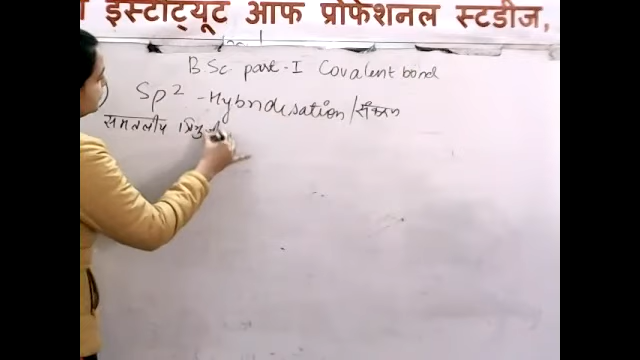 इंस्टीट्यूट आफ प्रोफेशनल स्टडीज,
B.Sc. part-I Covalent bond
Sp² -Hybridisation/संकरण
समतलीय त्रिभुज